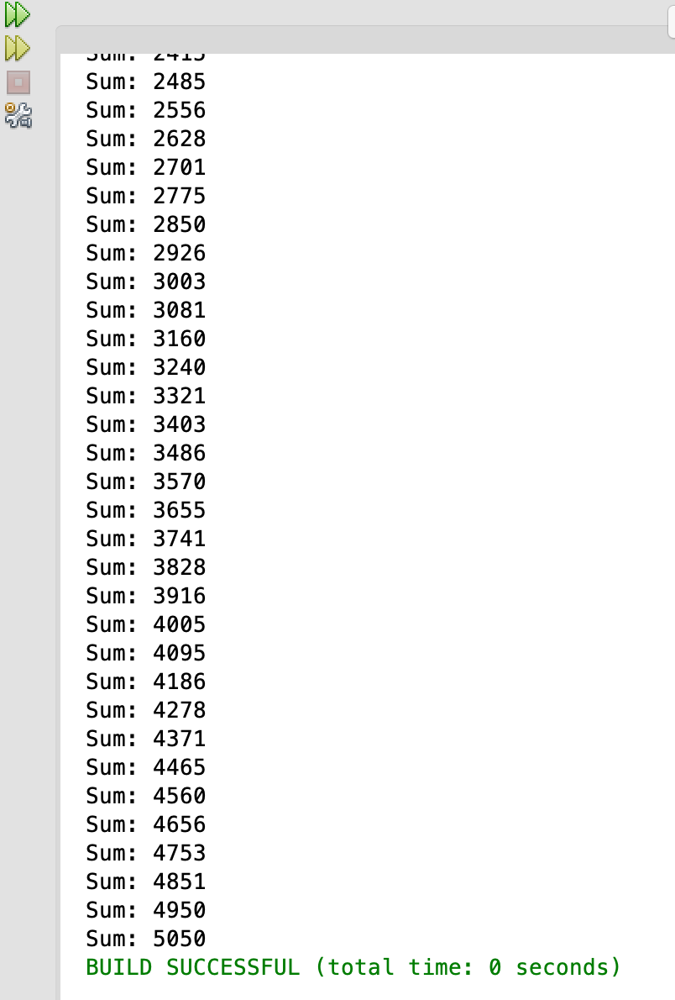 Sum: 2415
Sum: 2485
Sum: 2556
Sum: 2628
Sum: 2701
Sum: 2775
Sum: 2850
Sum: 2926
Sum: 3003
Sum: 3081
Sum: 3160
Sum: 3240
Sum: 3321
Sum: 3403
Sum: 3486
Sum: 3570
Sum: 3655
Sum: 3741
Sum: 3828
Sum: 3916
Sum: 4005
Sum: 4095
Sum: 4186
Sum: 4278
Sum: 4371
Sum: 4465
Sum: 4560
Sum: 4656
Sum: 4753
Sum: 4851
Sum: 4950
Sum: 5050
BUILD SUCCESSFUL (total time: 0 seconds)